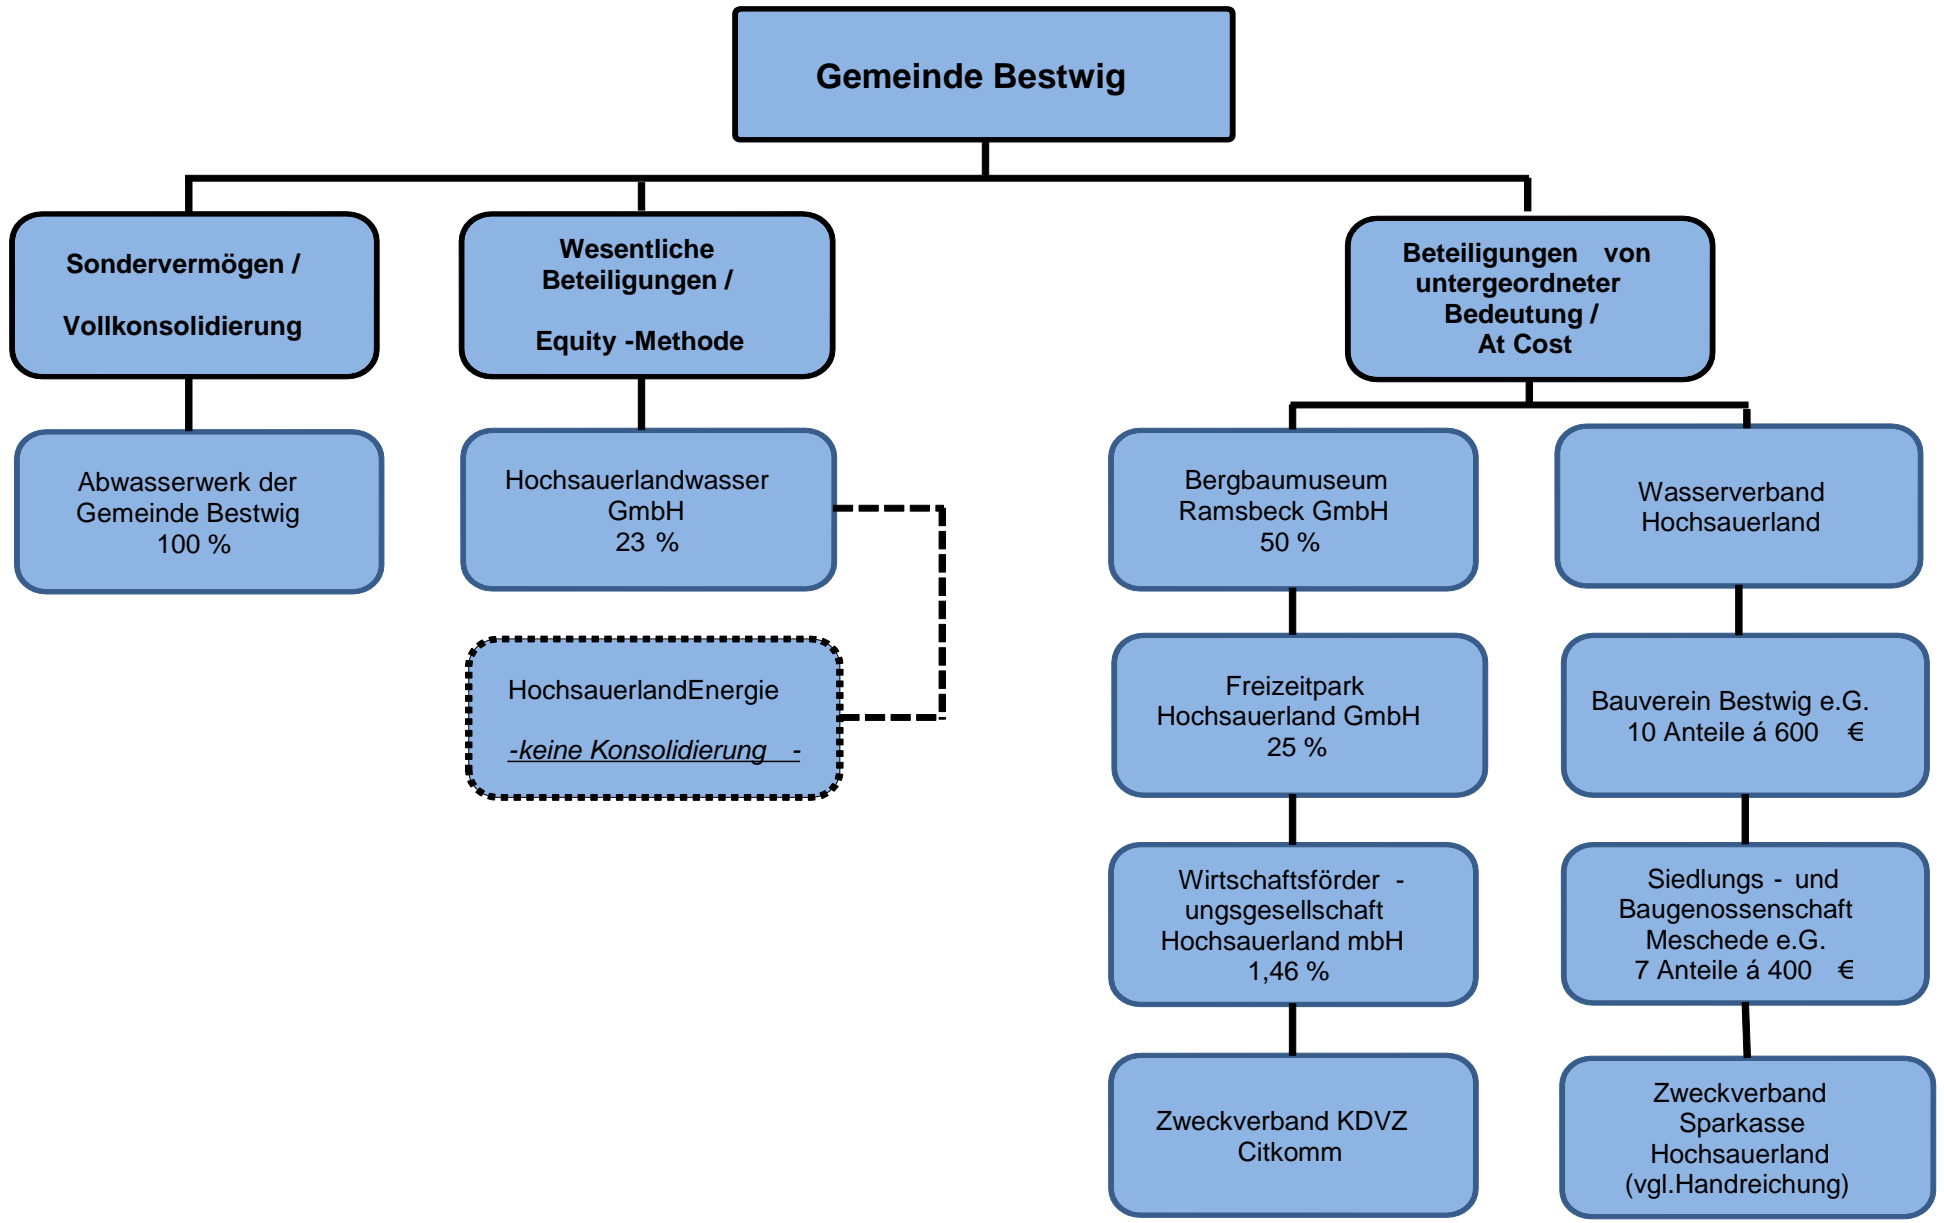 Gemeinde Bestwig
Sondervermögen /
Vollkonsolidierung
Wesentliche
Beteiligungen /
Equity -Methode
Beteiligungen von
untergeordneter
Bedeutung /
At Cost
Abwasserwerk der
Gemeinde Bestwig
100 %
Hochsauerlandwasser
GmbH
23 %
HochsauerlandEnergie
-keine Konsolidierung -
Bergbaumuseum
Ramsbeck GmbH
50 %
Freizeitpark
Hochsauerland GmbH
25 %
Wirtschaftsförder -
ungsgesellschaft
Hochsauerland mbH
1,46 %
Zweckverband KDVZ
Citkomm
Wasserverband
Hochsauerland
Bauverein Bestwig e.G.
10 Anteile á 600 €
Siedlungs - und
Baugenossenschaft
Meschede e.G.
7 Anteile á 400 €
Zweckverband
Sparkasse
Hochsauerland
(vgl.Handreichung)